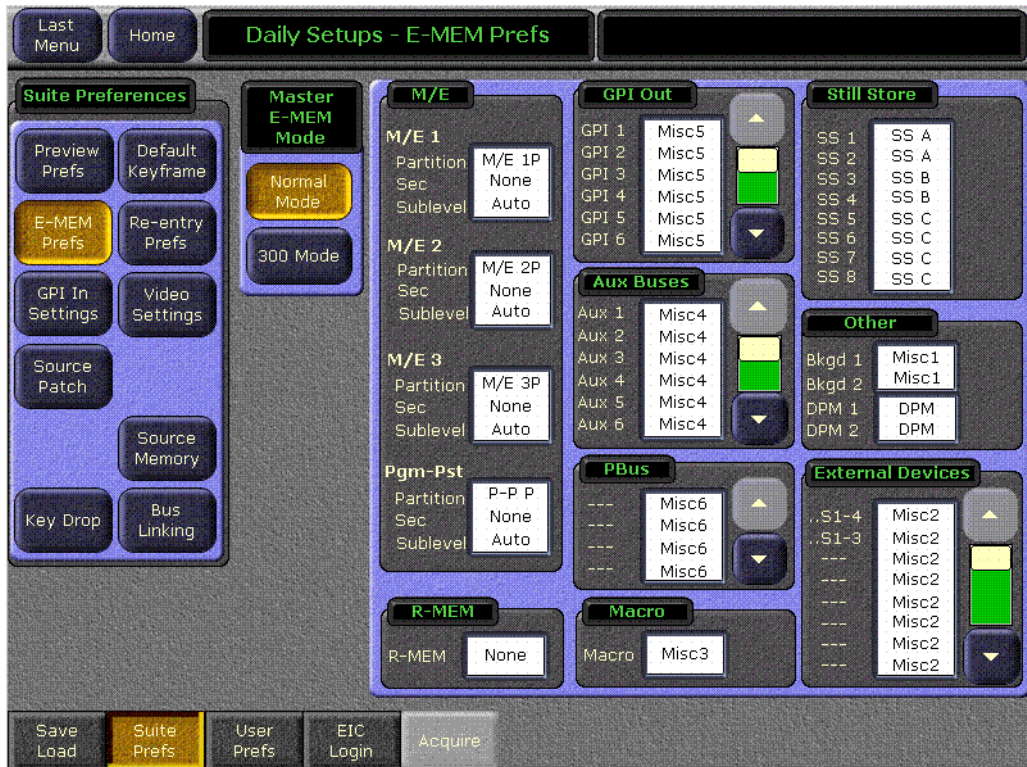 Last
Menu
Home
Daily Setups - E-MEM Prefs
Suite Preferences
Preview
Prefs
Default
Keyframe
E-MEM
Prefs
Re-entry
Prefs
GPI In
Settings
Video
Settings
Source
Patch
Source
Memory
Key Drop
Bus
Linking
Master
E-MEM
Mode
Normal
Mode
300 Mode
M/E
M/E 1
Partition M/E 1P
Sec None
Sublevel Auto
M/E 2
Partition M/E 2P
Sec None
Sublevel Auto
M/E 3
Partition M/E 3P
Sec None
Sublevel Auto
Pgm-Pst
Partition P-P P
Sec None
Sublevel Auto
R-MEM
R-MEM None
GPI Out
GPI 1 Misc5
GPI 2 Misc5
GPI 3 Misc5
GPI 4 Misc5
GPI 5 Misc5
GPI 6 Misc5
Aux Buses
Aux 1 Misc4
Aux 2 Misc4
Aux 3 Misc4
Aux 4 Misc4
Aux 5 Misc4
Aux 6 Misc4
PBus
--- Misc6
--- Misc6
--- Misc6
--- Misc6
Macro
Macro Misc3
Still Store
SS 1 SS A
SS 2 SS A
SS 3 SS B
SS 4 SS B
SS 5 SS C
SS 6 SS C
SS 7 SS C
SS 8 SS C
Other
Bkgd 1 Misc1
Bkgd 2 Misc1
DPM 1 DPM
DPM 2 DPM
External Devices
..S1-4 Misc2
..S1-3 Misc2
--- Misc2
--- Misc2
--- Misc2
--- Misc2
--- Misc2
--- Misc2
Save
Load
Suite
Prefs
User
Prefs
EIC
Login
Acquire